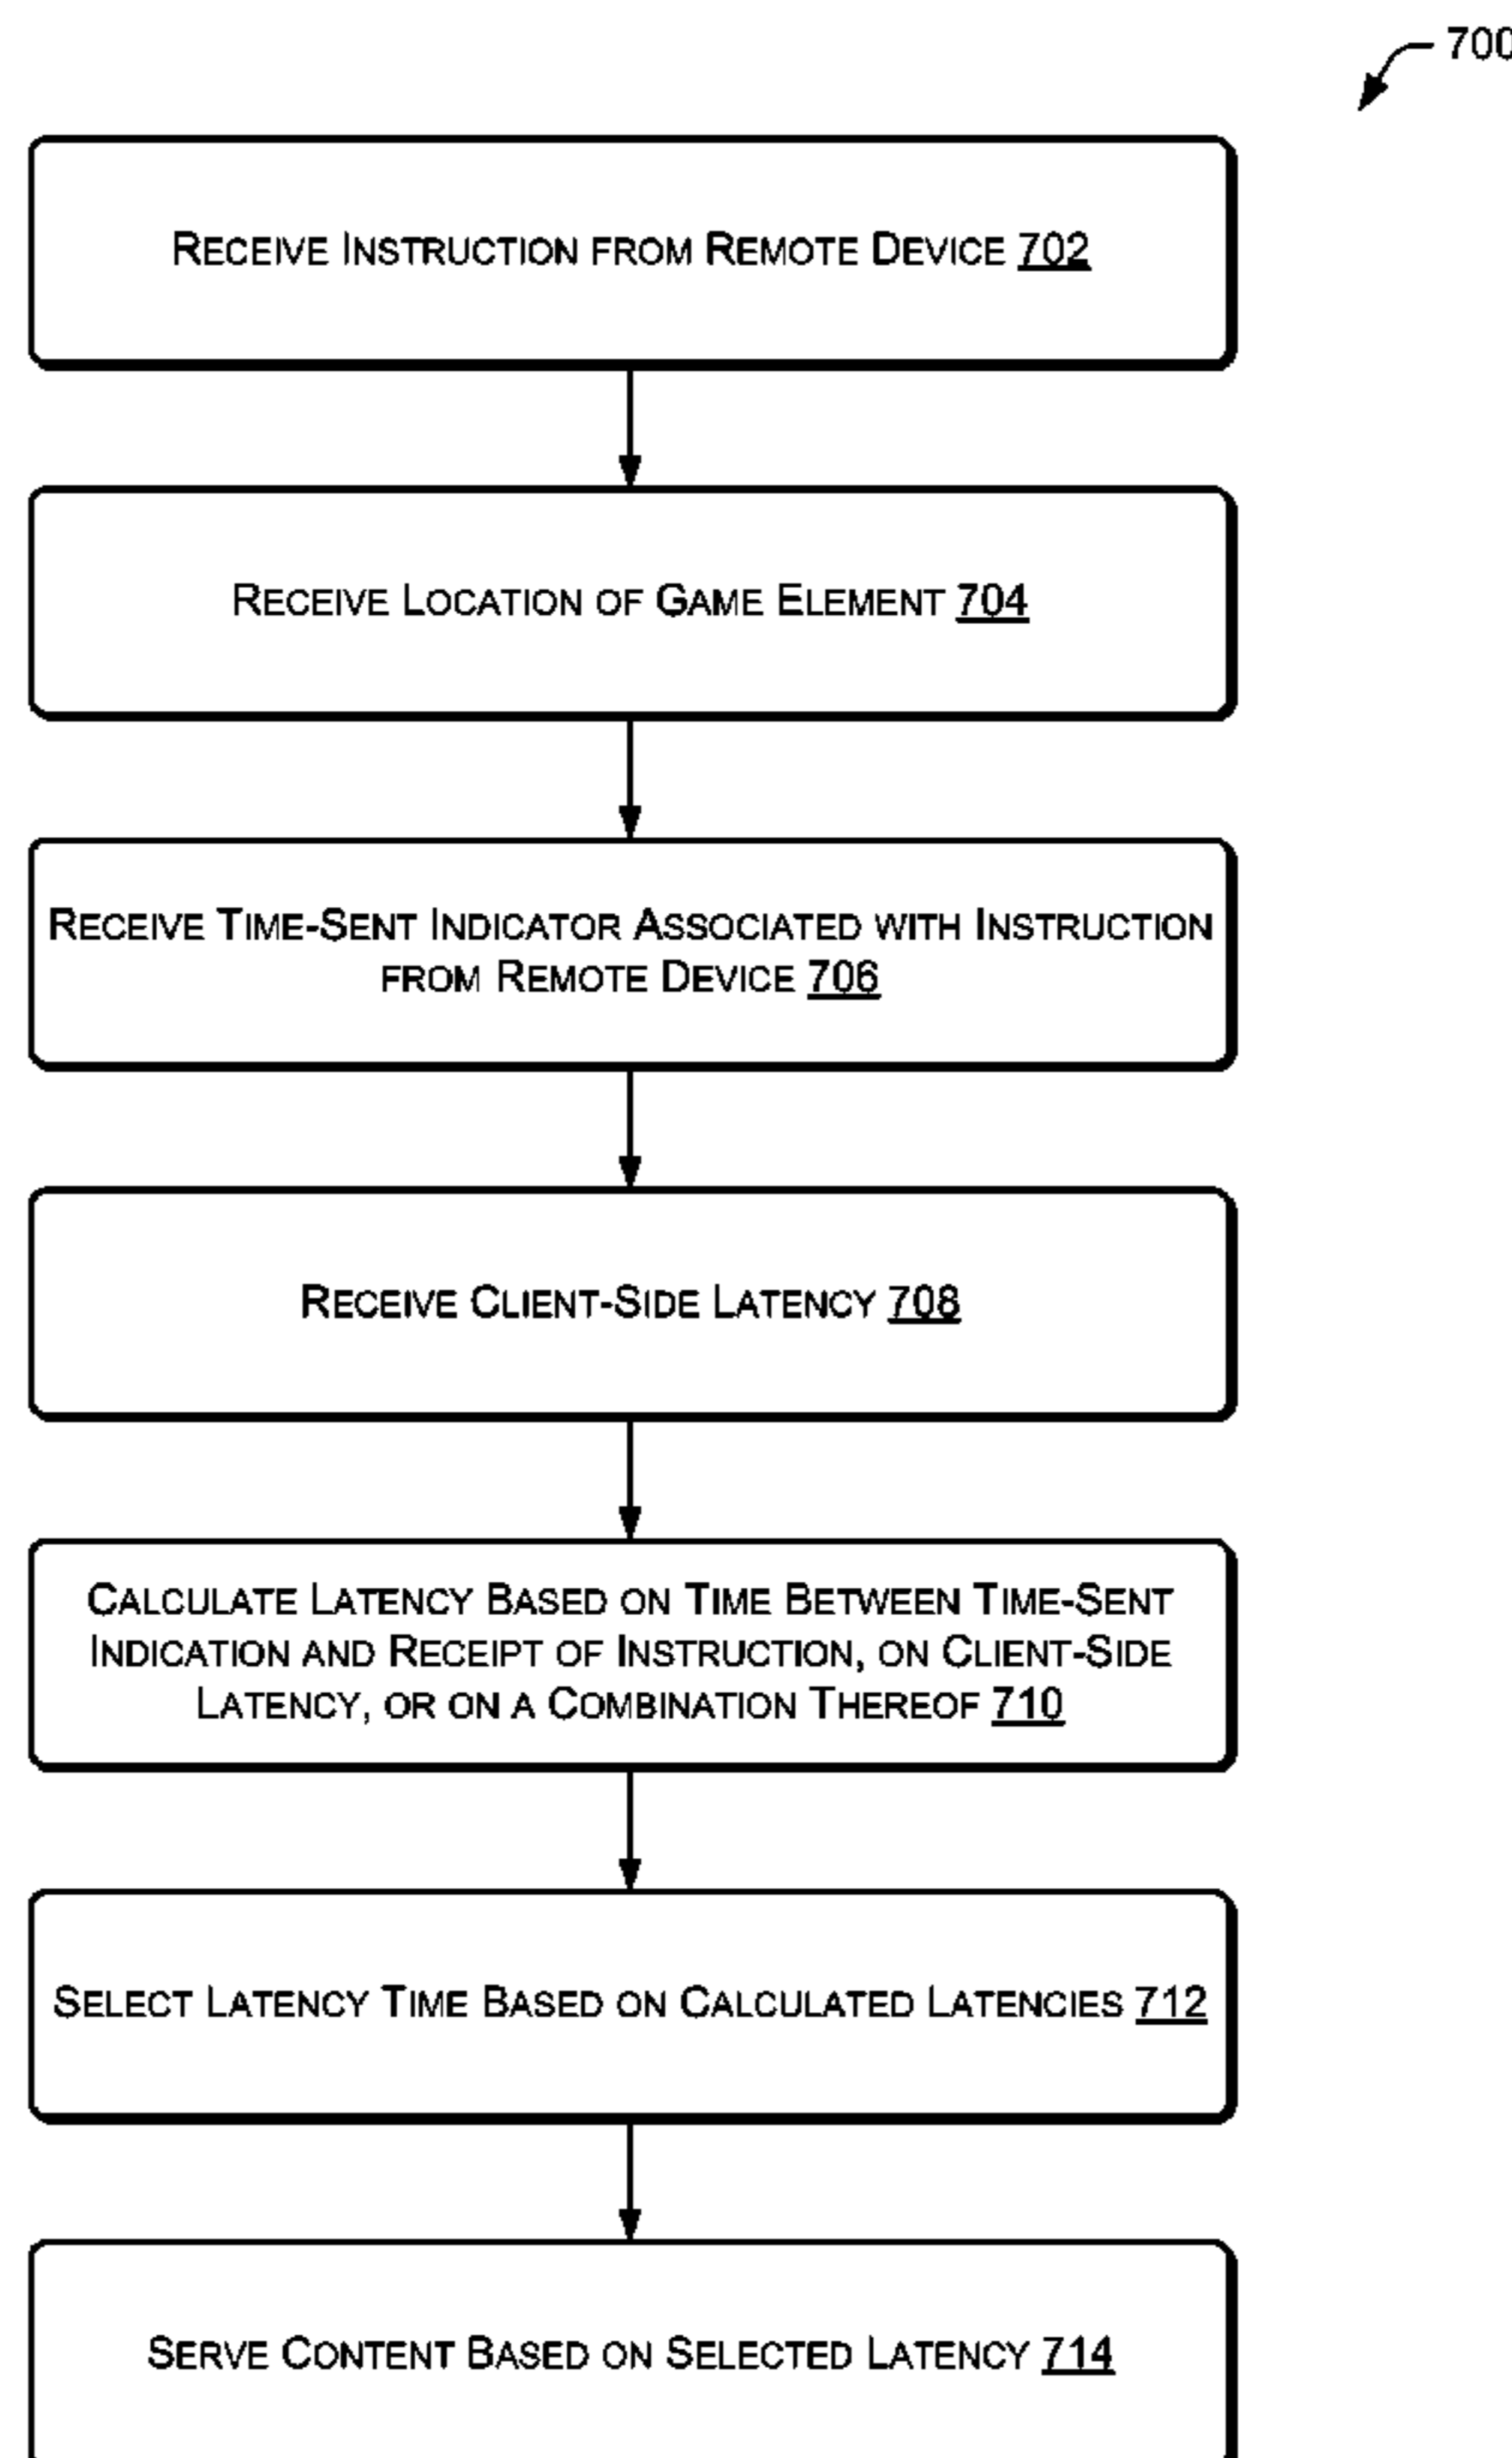 700
RECEIVE INSTRUCTION FROM REMOTE DEVICE 702
RECEIVE LOCATION OF GAME ELEMENT 704
RECEIVE TIME-SENT INDICATOR ASSOCIATED WITH INSTRUCTION
FROM REMOTE DEVICE 706
RECEIVE CLIENT-SIDE LATENCY 708
CALCULATE LATENCY BASED ON TIME BETWEEN TIME-SENT
INDICATION AND RECEIPT OF INSTRUCTION, ON CLIENT-SIDE
LATENCY, OR ON A COMBINATION THEREOF 710
SELECT LATENCY TIME BASED ON CALCULATED LATENCIES 712
SERVE CONTENT BASED ON SELECTED LATENCY 714